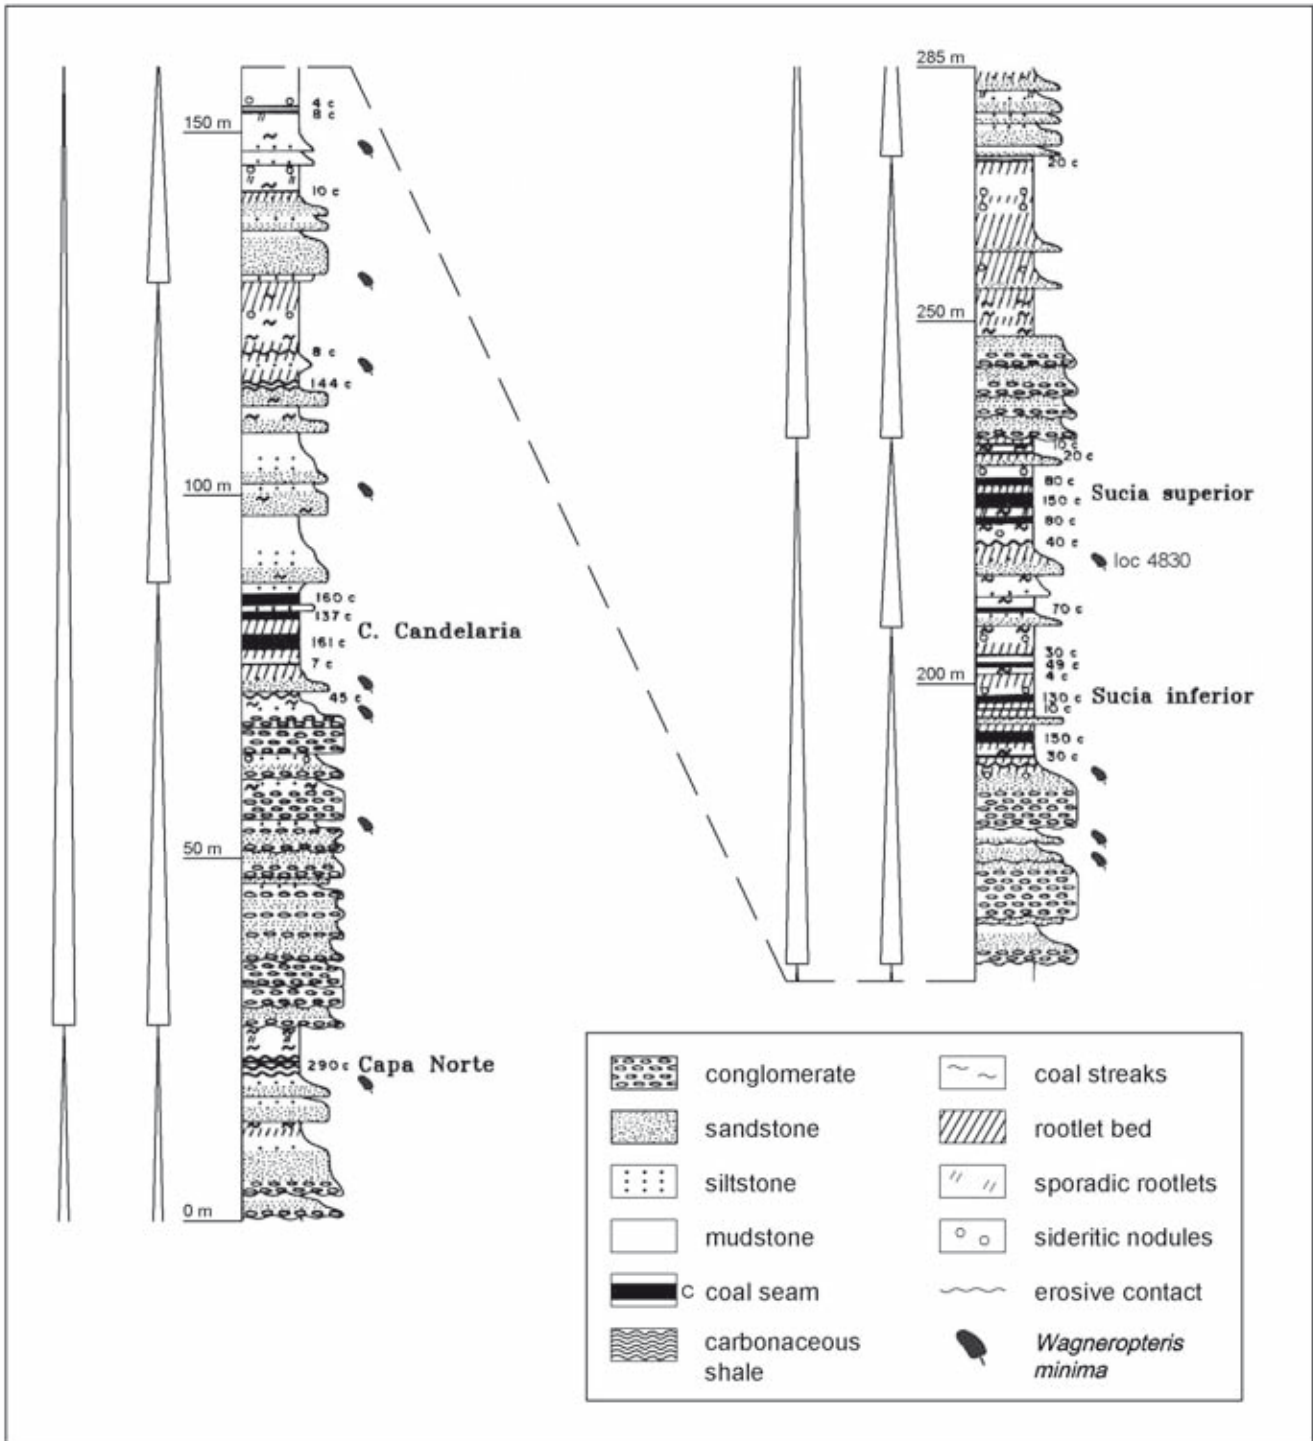 4 c
8 c
150 m
10 c
8 c
144 c
100 m
160 c
137 c
C. Candelaria
161 c
7 c
45 c
50 m
290 c Capa Norte
0 m
285 m
20 c
250 m
10 c
20 c
80 c
Sucia superior
150 c
80 c
40 c
loc 4830
70 c
30 c
49 c
4 c
200 m
130 c Sucia inferior
10 c
150 c
30 c
conglomerate
sandstone
siltstone
mudstone
c coal seam
carbonaceous
shale
coal streaks
rootlet bed
sporadic rootlets
sideritic nodules
erosive contact
Wagneropteris
minima